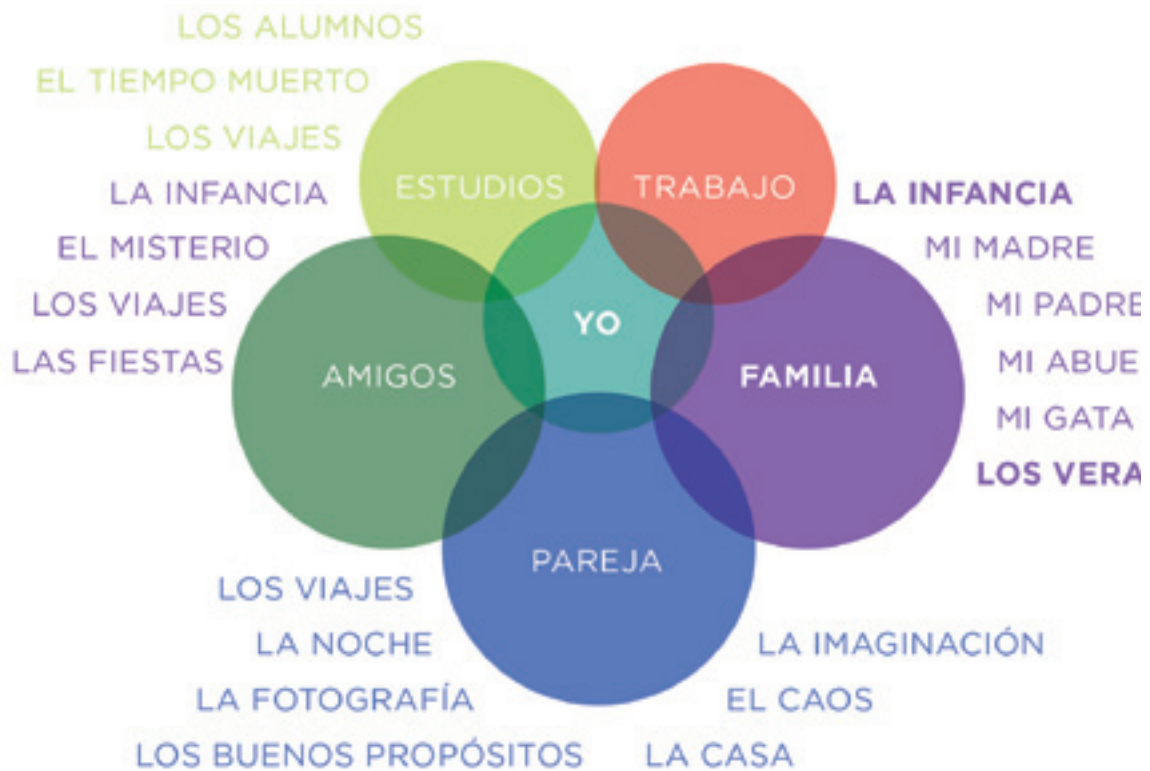 LOS ALUMNOS
EL TIEMPO MUERTO
LOS VIAJES
LA INFANCIA
EL MISTERIO
LOS VIAJES
LAS FIESTAS
ESTUDIOS
TRABAJO
YO
AMIGOS
FAMILIA
PAREJA
LA INFANCIA
MI MADRE
MI PADRE
MI ABUE
MI GATA
LOS VERA
LOS VIAJES
LA NOCHE
LA FOTOGRAFÍA
LOS BUENOS PROPÓSITOS
LA IMAGINACIÓN
EL CAOS
LA CASA